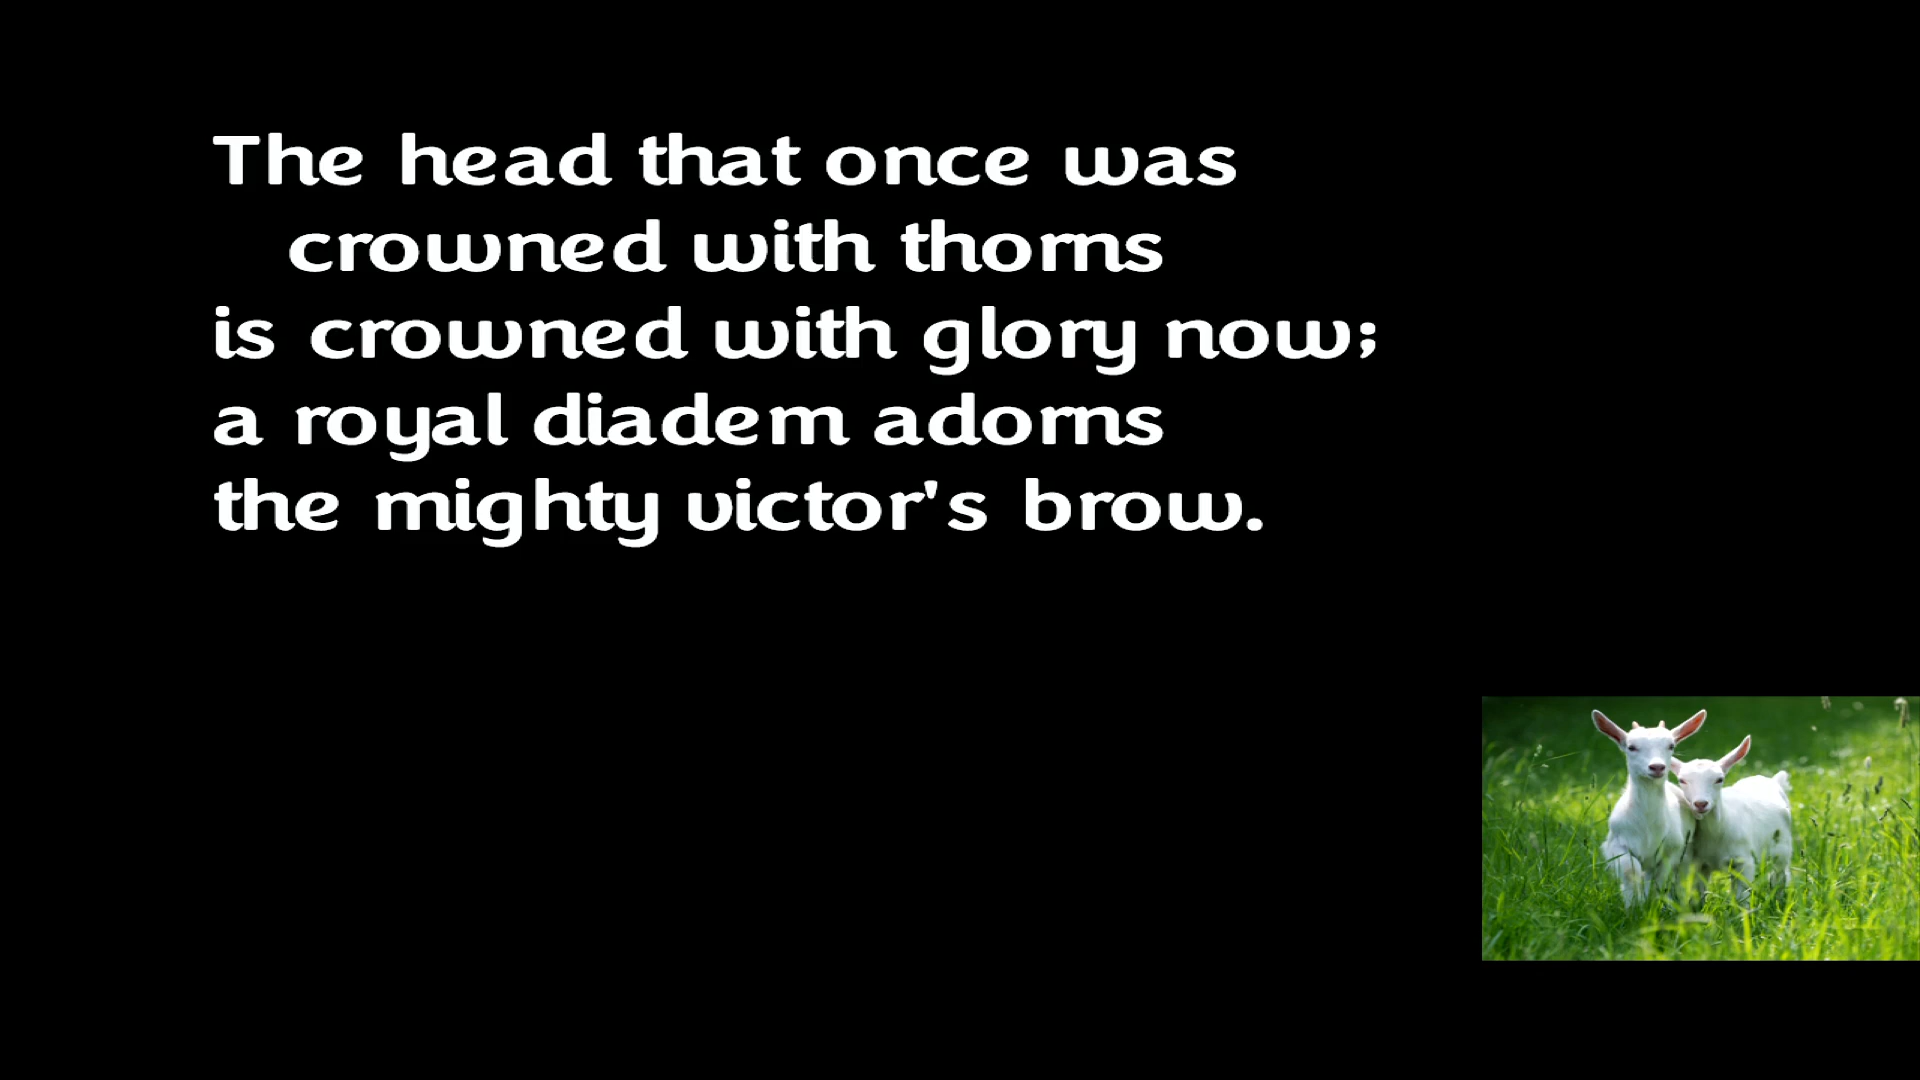 The head that once was
crowned with thorns
is crowned with glory now;
a royal diadem adorns
the mighty victor's brow.